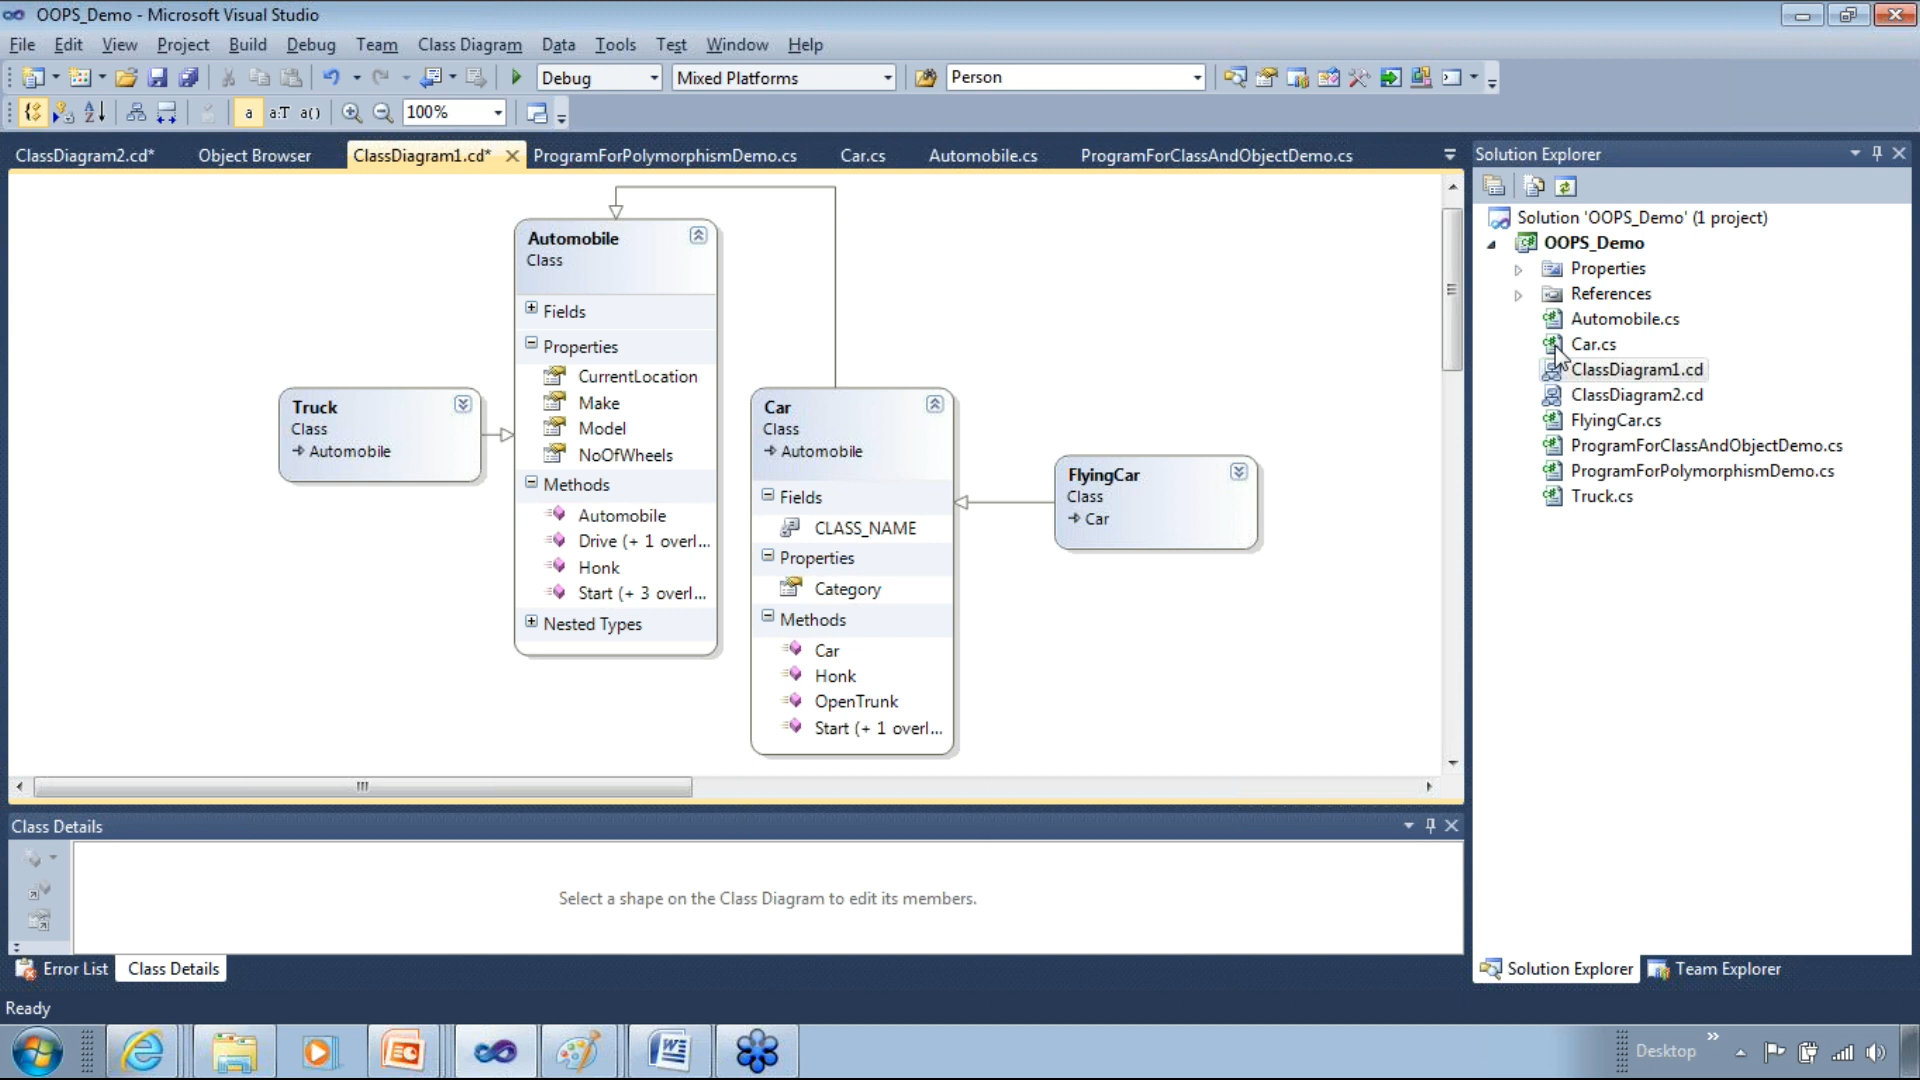 OOPS_Demo - Microsoft Visual Studio
File Edit View Project Build Debug Team Class Diagram Data Tools Test Window Help
Debug Mixed Platforms Person
a a:T a() 100%
ClassDiagram2.cd* Object Browser ClassDiagram1.cd* ProgramForPolymorphismDemo.cs Car.cs Automobile.cs ProgramForClassAndObjectDemo.cs
Automobile
Class
Fields
Properties
CurrentLocation
Make
Model
NoOfWheels
Methods
Automobile
Drive (+ 1 overl...
Honk
Start (+ 3 overl...
Nested Types
Truck
Class
Automobile
Car
Class
Automobile
Fields
CLASS_NAME
Properties
Category
Methods
Car
Honk
OpenTrunk
Start (+ 1 overl...
FlyingCar
Class
Car
Solution Explorer
Solution 'OOPS_Demo' (1 project)
OOPS_Demo
Properties
References
Automobile.cs
Car.cs
ClassDiagram1.cd
ClassDiagram2.cd
FlyingCar.cs
ProgramForClassAndObjectDemo.cs
ProgramForPolymorphismDemo.cs
Truck.cs
Class Details
Select a shape on the Class Diagram to edit its members.
Error List Class Details
Solution Explorer Team Explorer
Ready
Desktop